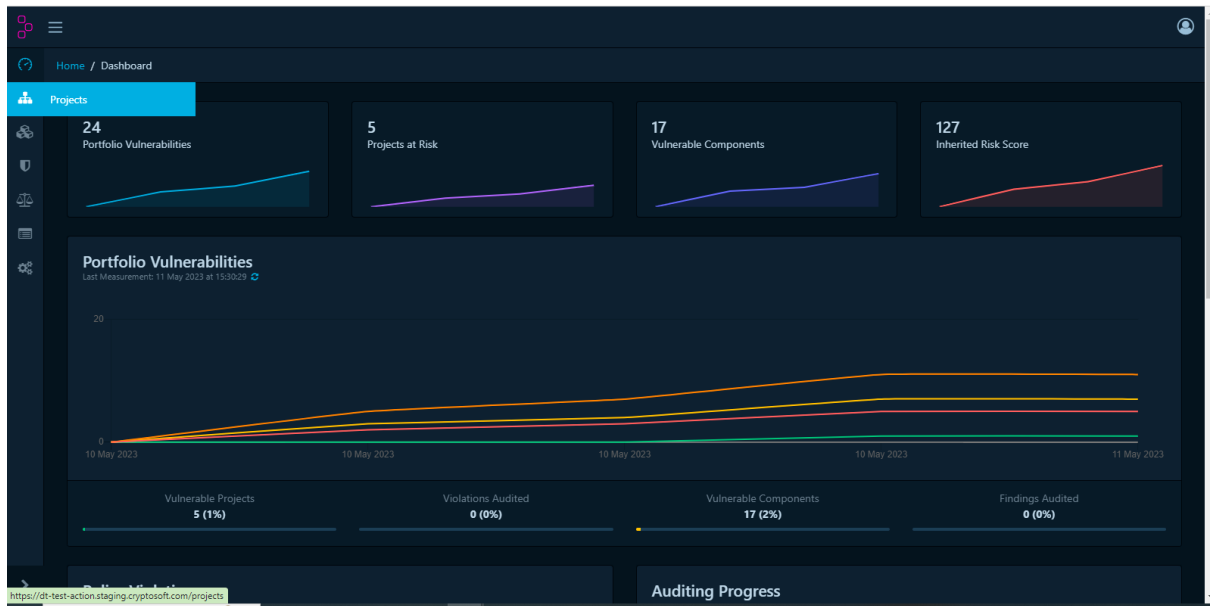 Home / Dashboard
Projects
24
Portfolio Vulnerabilities
5
Projects at Risk
17
Vulnerable Components
127
Inherited Risk Score
Portfolio Vulnerabilities
Last Measurement: 11 May 2023 at 15:30:29
20
0
10 May 2023
10 May 2023
10 May 2023
10 May 2023
11 May 2023
Vulnerable Projects
5 (1%)
Violations Audited
0 (0%)
Vulnerable Components
17 (2%)
Findings Audited
0 (0%)
Auditing Progress
https://dt-test-action.staging.cryptosoft.com/projects